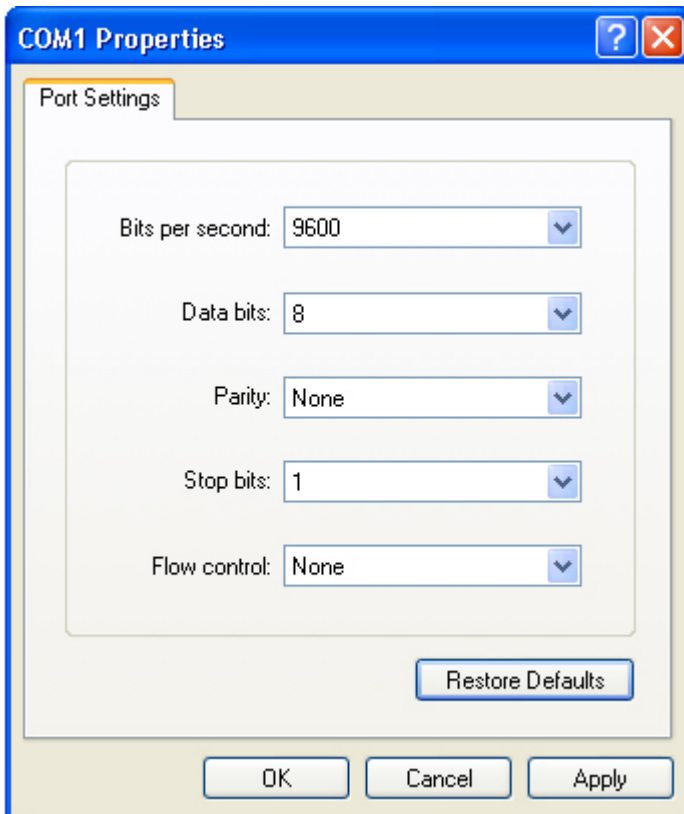 COM1 Properties
Port Settings
Bits per second: 9600
Data bits: 8
Parity: None
Stop bits: 1
Flow control: None
Restore Defaults
OK Cancel Apply